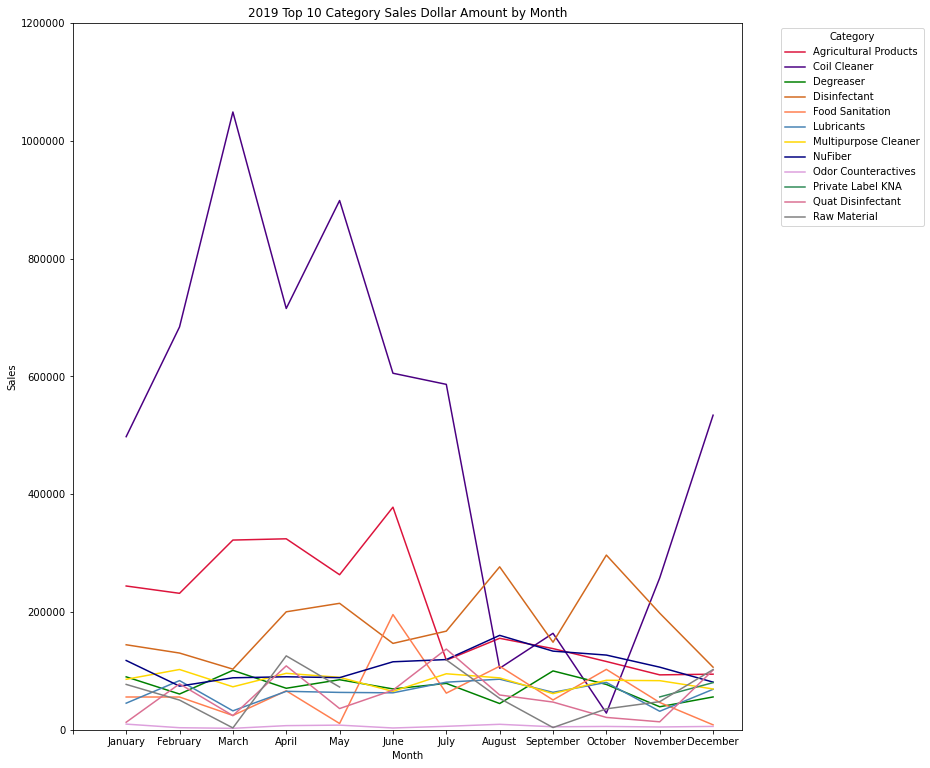 2019 Top 10 Category Sales Dollar Amount by Month
1200000
1000000
800000
600000
400000
200000
0
Sales
January February March April May June July August September October November December
Month
Category
Agricultural Products
Coil Cleaner
Degreaser
Disinfectant
Food Sanitation
Lubricants
Multipurpose Cleaner
NuFiber
Odor Counteractives
Private Label KNA
Quat Disinfectant
Raw Material